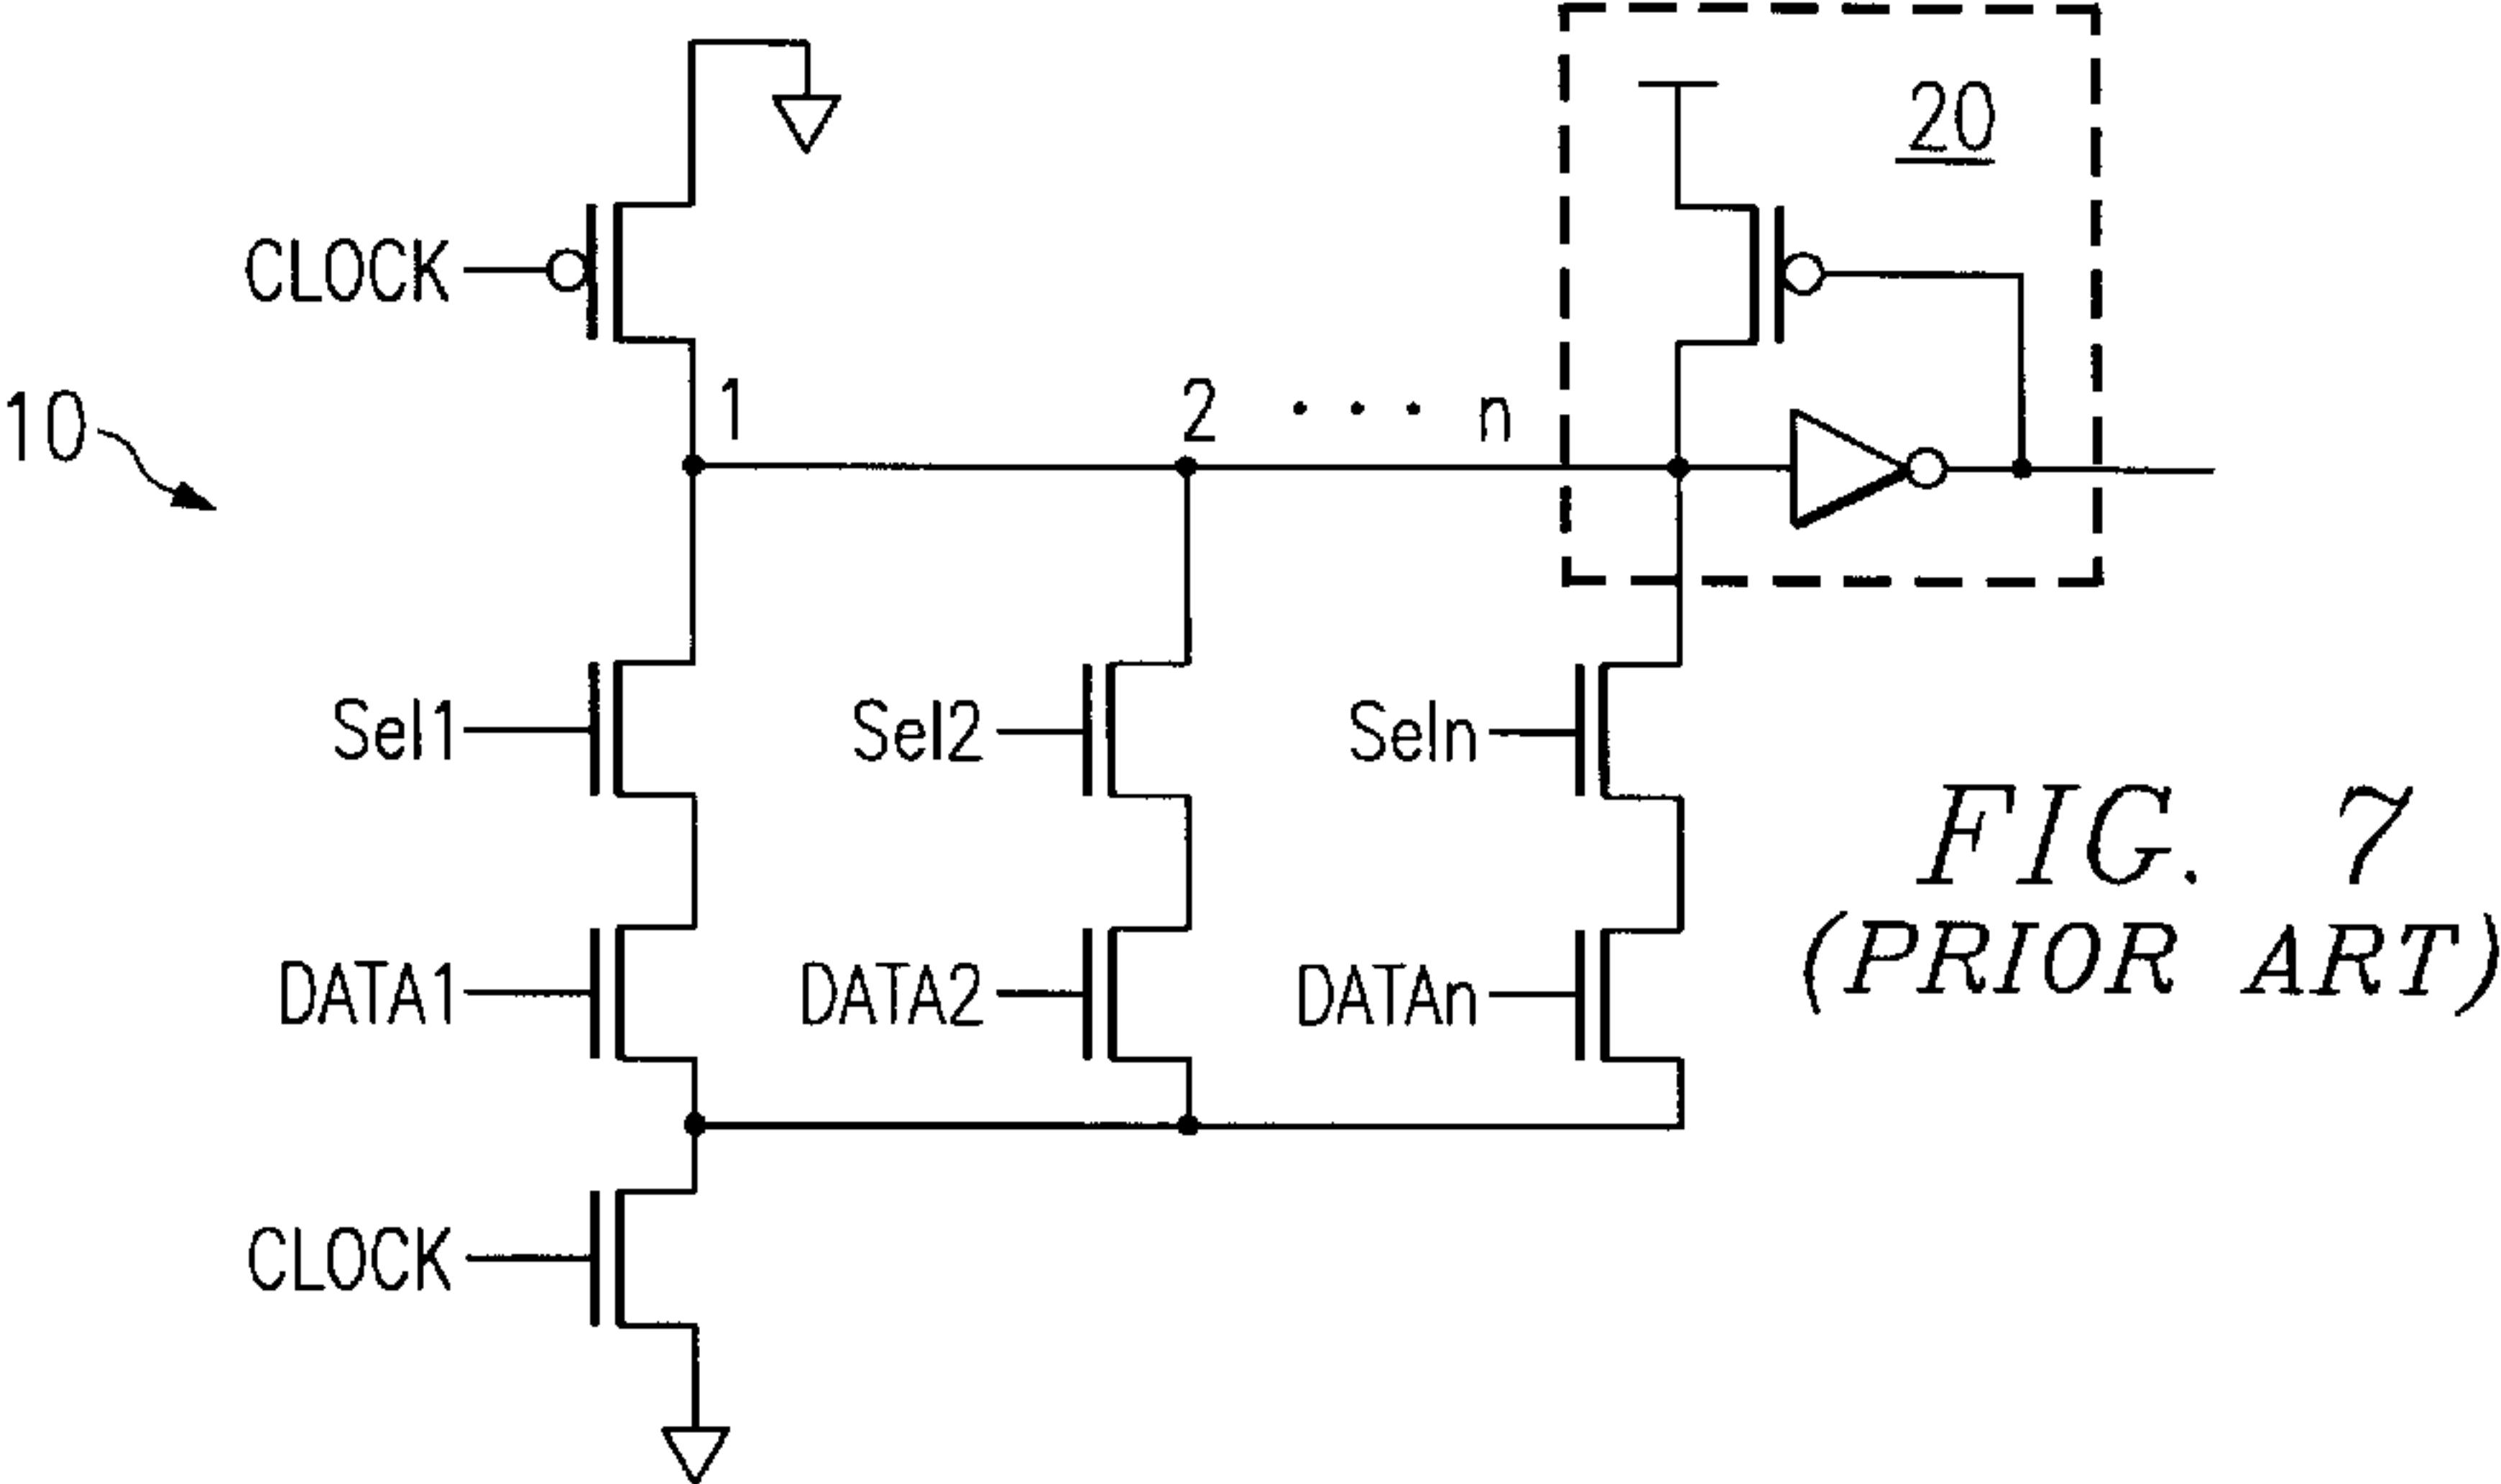 20
CLOCK
10
1 2 . . . n
Sel1 Sel2 Seln
FIG. 7
(PRIOR ART)
DATA1 DATA2 DATAn
CLOCK